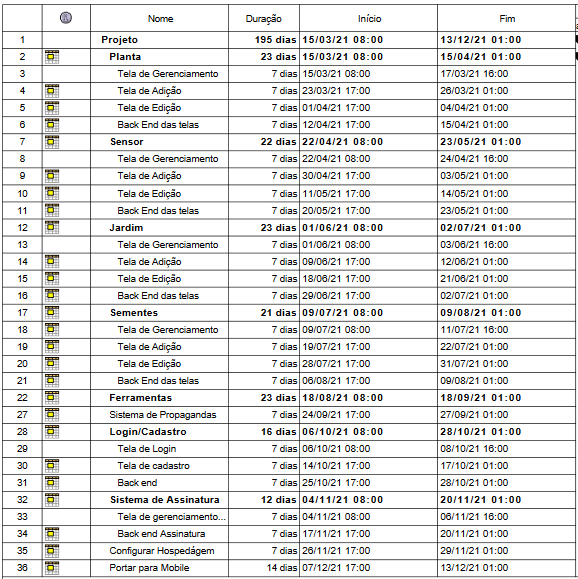 Nome Duração Início Fim
1 Projeto 195 dias 15/03/21 08:00 13/12/21 01:00
2 Planta 23 dias 15/03/21 08:00 15/04/21 01:00
3 Tela de Gerenciamento 7 dias 15/03/21 08:00 17/03/21 16:00
4 Tela de Adição 7 dias 23/03/21 17:00 26/03/21 01:00
5 Tela de Edição 7 dias 01/04/21 17:00 04/04/21 01:00
6 Back End das telas 7 dias 12/04/21 17:00 15/04/21 01:00
7 Sensor 22 dias 22/04/21 08:00 23/05/21 01:00
8 Tela de Gerenciamento 7 dias 22/04/21 08:00 24/04/21 16:00
9 Tela de Adição 7 dias 30/04/21 17:00 03/05/21 01:00
10 Tela de Edição 7 dias 11/05/21 17:00 14/05/21 01:00
11 Back End das telas 7 dias 20/05/21 17:00 23/05/21 01:00
12 Jardim 23 dias 01/06/21 08:00 02/07/21 01:00
13 Tela de Gerenciamento 7 dias 01/06/21 08:00 03/06/21 16:00
14 Tela de Adição 7 dias 09/06/21 17:00 12/06/21 01:00
15 Tela de Edição 7 dias 18/06/21 17:00 21/06/21 01:00
16 Back End das telas 7 dias 29/06/21 17:00 02/07/21 01:00
17 Sementes 21 dias 09/07/21 08:00 09/08/21 01:00
18 Tela de Gerenciamento 7 dias 09/07/21 08:00 11/07/21 16:00
19 Tela de Adição 7 dias 19/07/21 17:00 22/07/21 01:00
20 Tela de Edição 7 dias 28/07/21 17:00 31/07/21 01:00
21 Back End das telas 7 dias 06/08/21 17:00 09/08/21 01:00
22 Ferramentas 23 dias 18/08/21 08:00 18/09/21 01:00
27 Sistema de Propagandas 7 dias 24/09/21 17:00 27/09/21 01:00
28 Login/Cadastro 16 dias 06/10/21 08:00 28/10/21 01:00
29 Tela de Login 7 dias 06/10/21 08:00 08/10/21 16:00
30 Tela de cadastro 7 dias 14/10/21 17:00 17/10/21 01:00
31 Back end 7 dias 25/10/21 17:00 28/10/21 01:00
32 Sistema de Assinatura 12 dias 04/11/21 08:00 20/11/21 01:00
33 Tela de gerenciamento... 7 dias 04/11/21 08:00 06/11/21 16:00
34 Back end Assinatura 7 dias 17/11/21 17:00 20/11/21 01:00
35 Configurar Hospedágem 7 dias 26/11/21 17:00 29/11/21 01:00
36 Portar para Mobile 14 dias 07/12/21 17:00 13/12/21 01:00